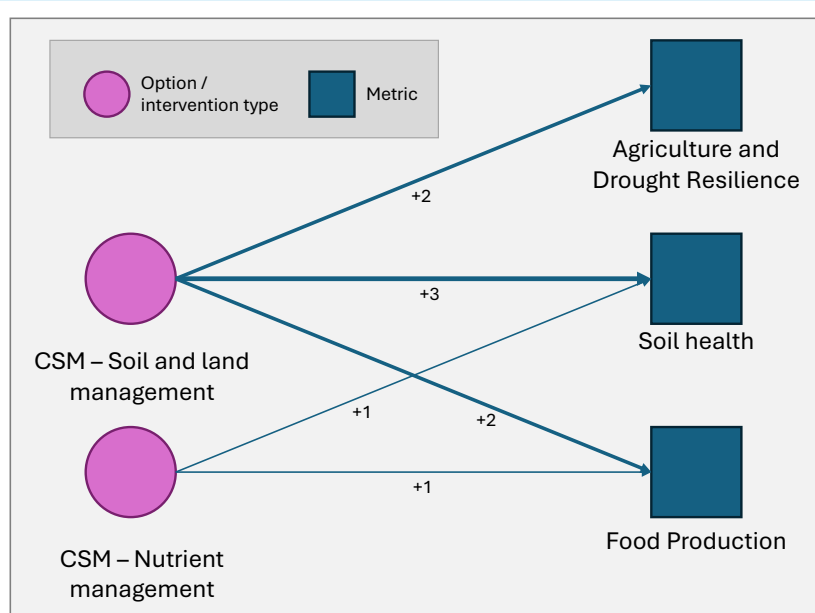 Option /
intervention type
Metric
Agriculture and
Drought Resilience
+2
+3
Soil health
CSM – Soil and land
management
+1
+2
+1
Food Production
CSM – Nutrient
management